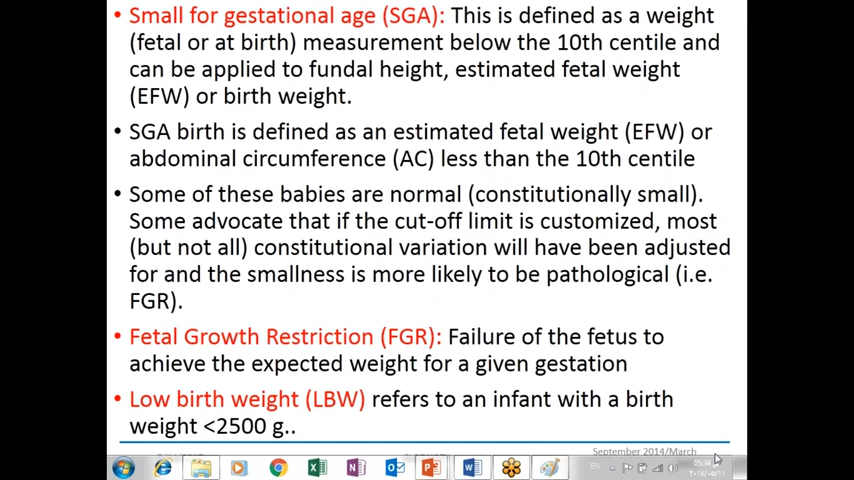 • Small for gestational age (SGA): This is defined as a weight
(fetal or at birth) measurement below the 10th centile and
can be applied to fundal height, estimated fetal weight
(EFW) or birth weight.
• SGA birth is defined as an estimated fetal weight (EFW) or
abdominal circumference (AC) less than the 10th centile
• Some of these babies are normal (constitutionally small).
Some advocate that if the cut-off limit is customized, most
(but not all) constitutional variation will have been adjusted
for and the smallness is more likely to be pathological (i.e.
FGR).
• Fetal Growth Restriction (FGR): Failure of the fetus to
achieve the expected weight for a given gestation
• Low birth weight (LBW) refers to an infant with a birth
weight <2500 g..
September 2014/March
EN